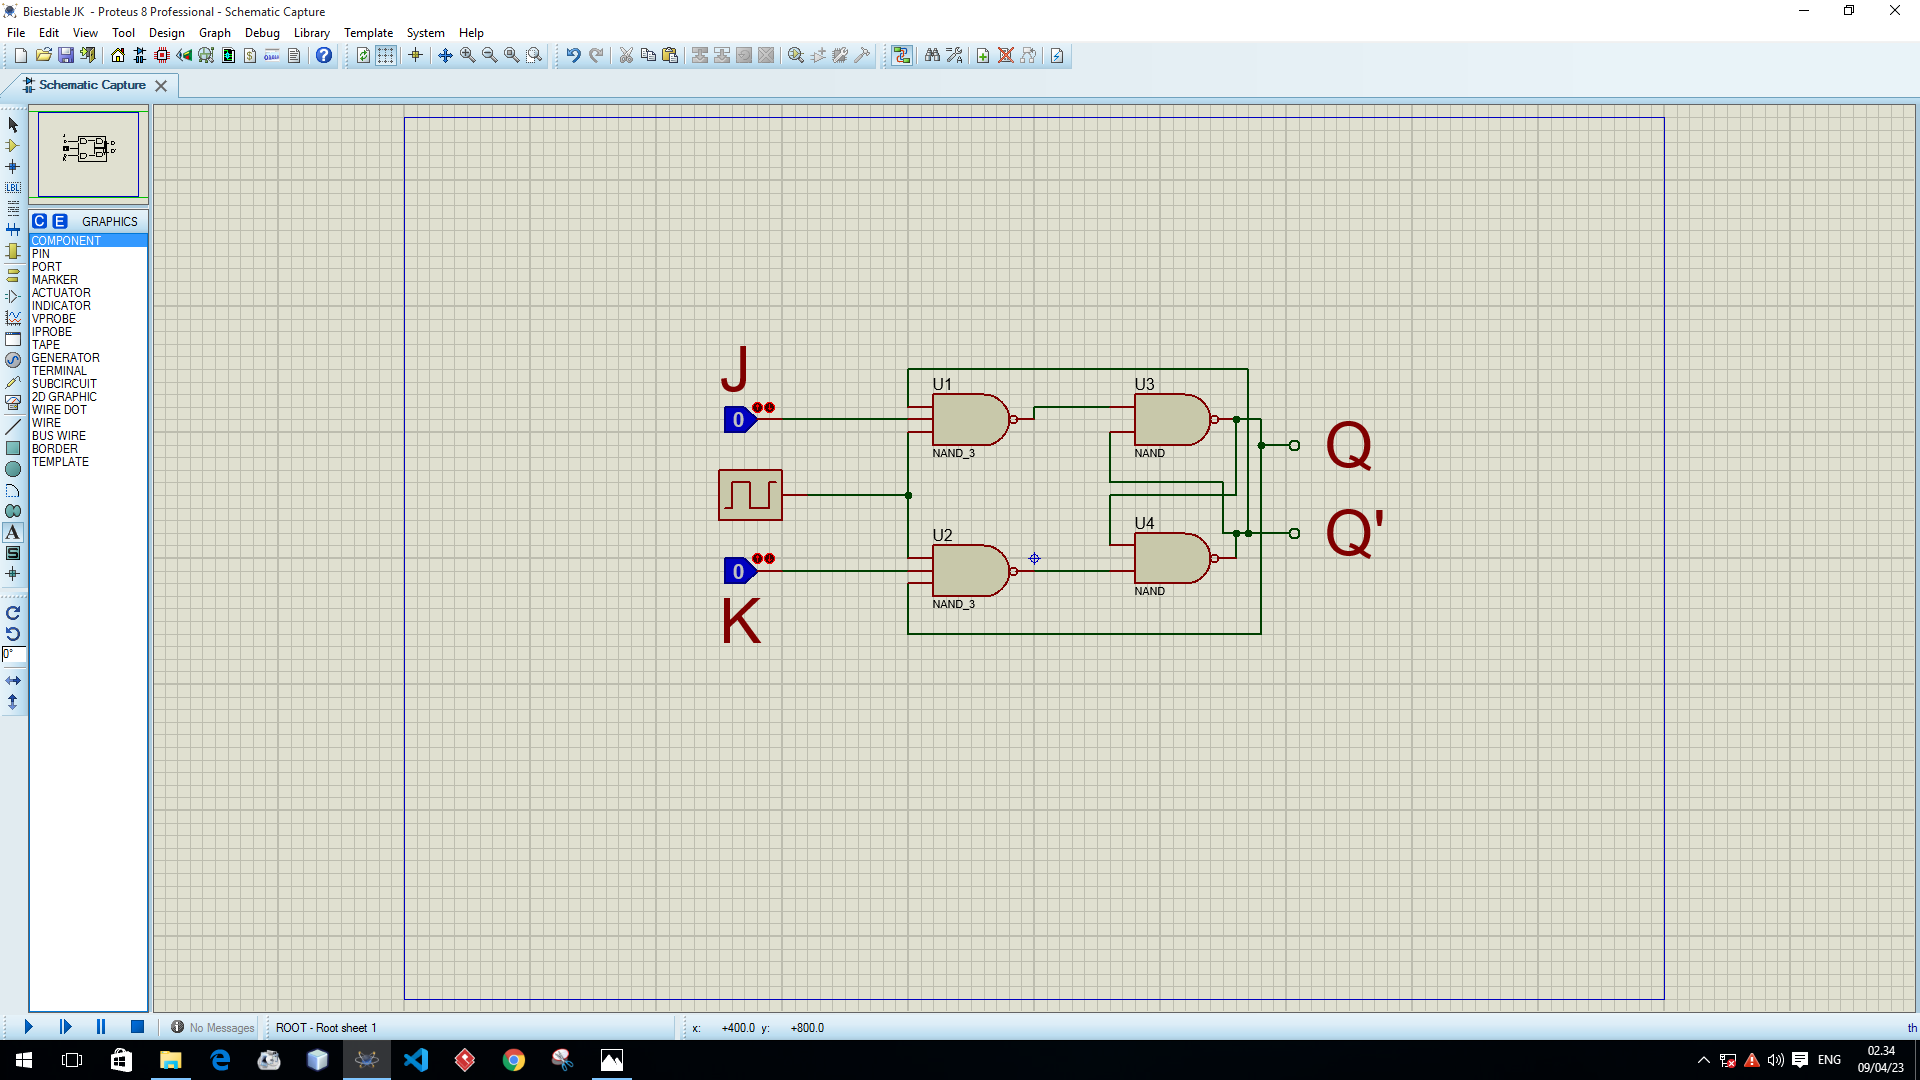 Biestable JK - Proteus 8 Professional - Schematic Capture
File Edit View Tool Design Graph Debug Library Template System Help
Schematic Capture
LBL
C E GRAPHICS
COMPONENT
PIN
PORT
MARKER
ACTUATOR
INDICATOR
VPROBE
IPROBE
TAPE
GENERATOR
TERMINAL
SUBCIRCUIT
2D GRAPHIC
WIRE DOT
WIRE
BUS WIRE
BORDER
TEMPLATE
A
S
0°
J
0
U1
NAND_3
U3
NAND
Q
U2
NAND_3
U4
NAND
Q'
0
K
No Messages
ROOT - Root sheet 1
x: +400.0 y: +800.0
th
ENG
02.34
09/04/23